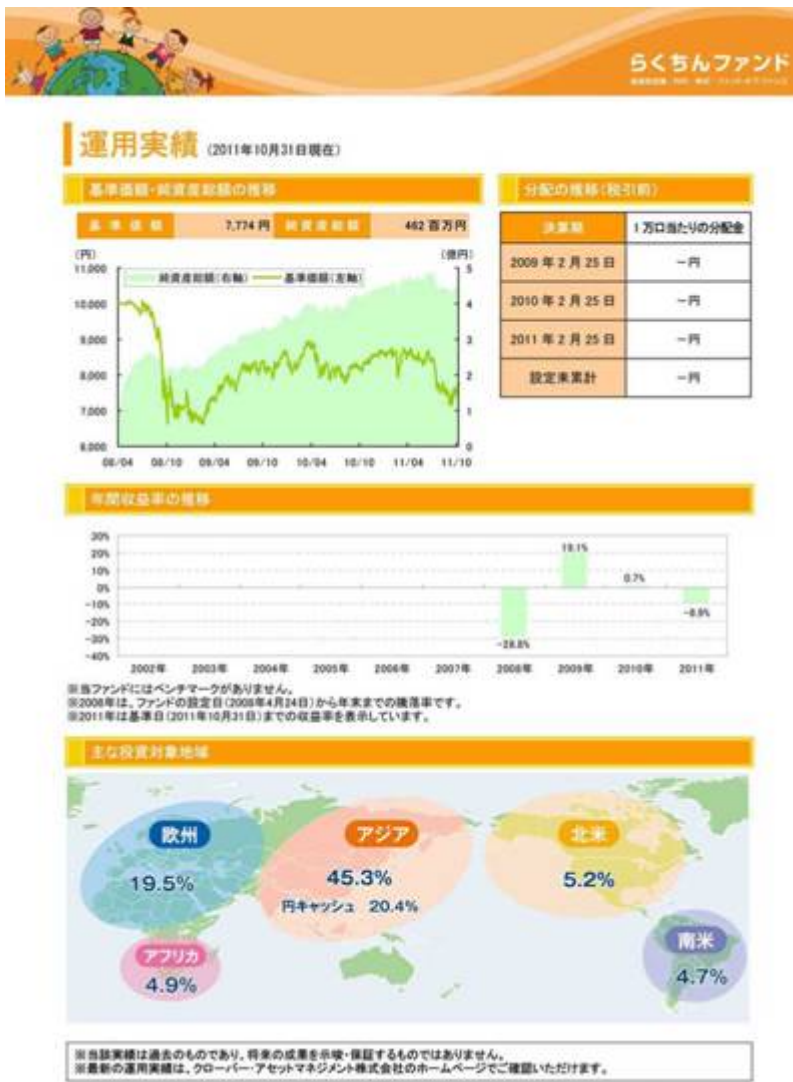 らくちんファンド
運用実績 (2011年10月31日現在)
基準価額・純資産総額の推移
基準価額 7,774 円 純資産総額 462 百万円
(円) (億円)
純資産総額(右軸) 基準価額(左軸)
11,000
10,000
9,000
8,000
7,000
6,000
5
4
3
2
1
0
08/04 08/10 09/04 09/10 10/04 10/10 11/04 11/10
分配の推移(税引前)
決算期 1万口当たりの分配金
2009 年 2 月 25 日 －円
2010 年 2 月 25 日 －円
2011 年 2 月 25 日 －円
設定来累計 －円
年間収益率の推移
30%
20%
10%
0%
-10%
-20%
-30%
-40%
-28.8%
19.1%
0.7%
-8.9%
2002年 2003年 2004年 2005年 2006年 2007年 2008年 2009年 2010年 2011年
※当ファンドにはベンチマークがありません。
※2008年は、ファンドの設定日(2008年4月24日)から年末までの騰落率です。
※2011年は基準日(2011年10月31日)までの収益率を表示しています。
主な投資対象地域
欧州
19.5%
アジア
45.3%
円キャッシュ 20.4%
北米
5.2%
アフリカ
4.9%
南米
4.7%
※当該実績は過去のものであり、将来の成果を示唆・保証するものではありません。
※最新の運用実績は、クローバー・アセットマネジメント株式会社のホームページでご確認いただけます。